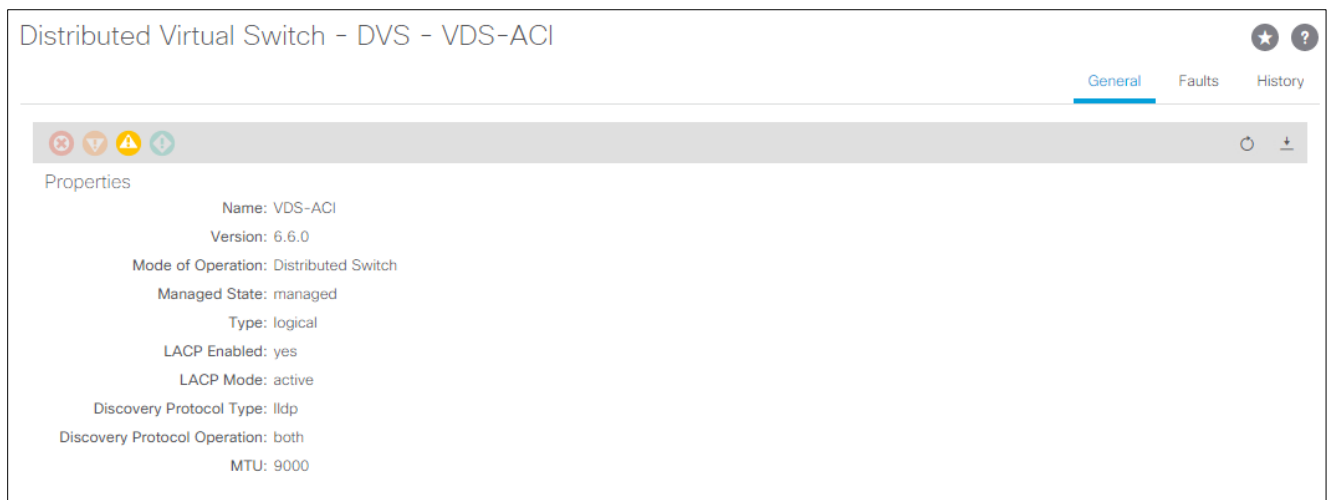 Distributed Virtual Switch - DVS - VDS-ACI
General Faults History
Properties
Name: VDS-ACI
Version: 6.6.0
Mode of Operation: Distributed Switch
Managed State: managed
Type: logical
LACP Enabled: yes
LACP Mode: active
Discovery Protocol Type: lldp
Discovery Protocol Operation: both
MTU: 9000